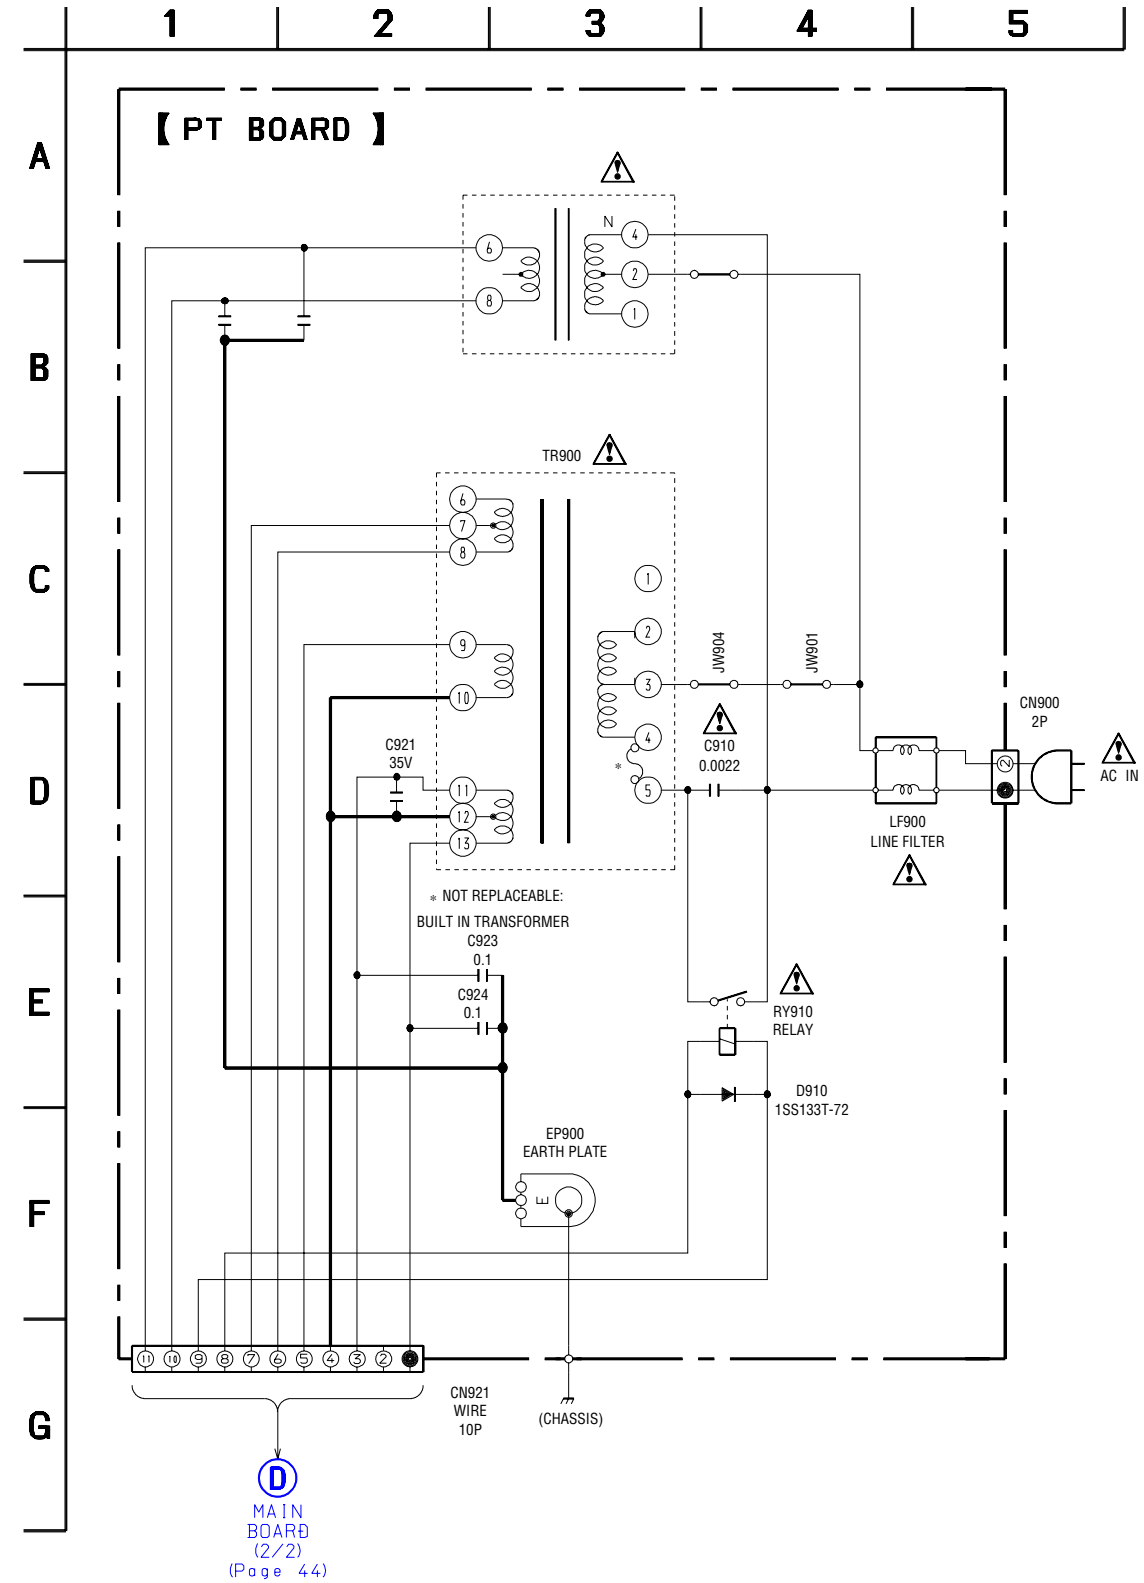 1 2 3 4 5
【 PT BOARD 】
A
N
4
6
2
8
1
B
TR900
6
7
8
C
1
2
9
JW904
JW901
3
10
CN900
2P
C921
35V
4
C910
0.0022
2
AC IN
D
11
*
5
12
13
LF900
LINE FILTER
* NOT REPLACEABLE:
BUILT IN TRANSFORMER
C923
0.1
C924
0.1
E
RY910
RELAY
D910
1SS133T-72
EP900
EARTH PLATE
E
F
11 10 9 8 7 6 5 4 3 2
CN921
WIRE
10P
(CHASSIS)
G
D
MAIN
BOARD
(2/2)
(Page 44)